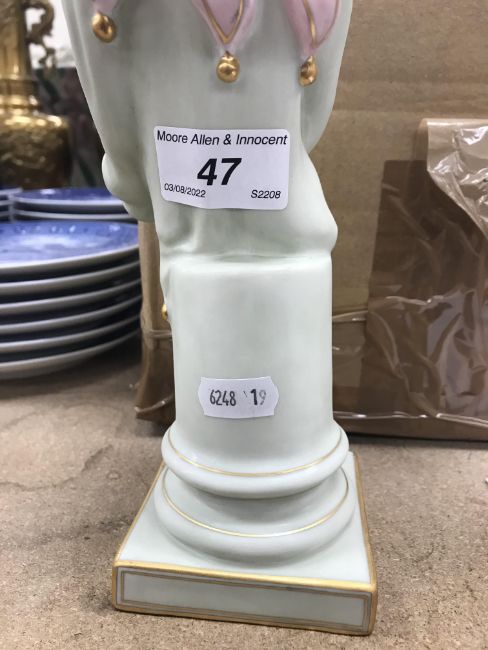 Moore Allen & Innocent
47
03/08/2022 S2208
6248 19